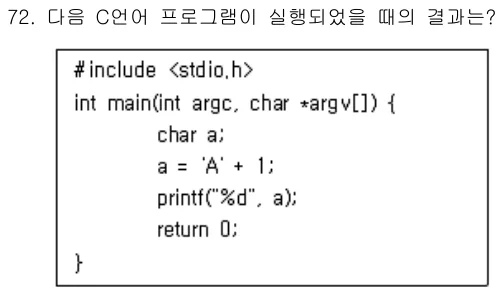 72. 다음 C언어 프로그램이 실행되었을 때의 결과는?
#include <stdio.h>
int main(int argc, char *argv[]) {
char a;
a = 'A' + 1;
printf("%d", a);
return 0;
}